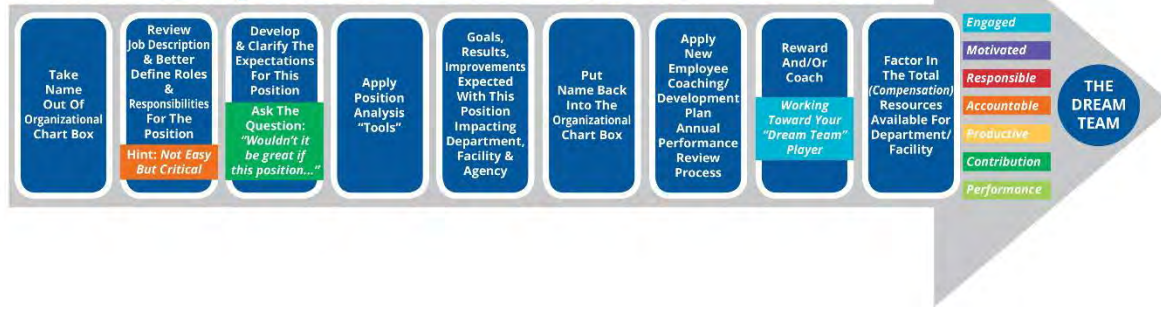 Take
Name
Out Of
Organizational
Chart Box
Review
Job Description
& Better
Define Roles
&
Responsibilities
For The
Position
Hint: Not Easy
But Critical
Develop
& Clarify The
Expectations
For This
Position
Ask The
Question:
"Wouldn't it
be great if
this position..."
Apply
Position
Analysis
"Tools"
Goals,
Results,
Improvements
Expected
With This
Position
Impacting
Department,
Facility &
Agency
Put
Name Back
Into The
Organizational
Chart Box
Apply
New
Employee
Coaching/
Development
Plan
Annual
Performance
Review
Process
Reward
And/Or
Coach
Working
Toward Your
"Dream Team"
Player
Factor In
The Total
(Compensation)
Resources
Available For
Department/
Facility
Engaged
Motivated
Responsible
Accountable
Productive
Contribution
Performance
THE
DREAM
TEAM